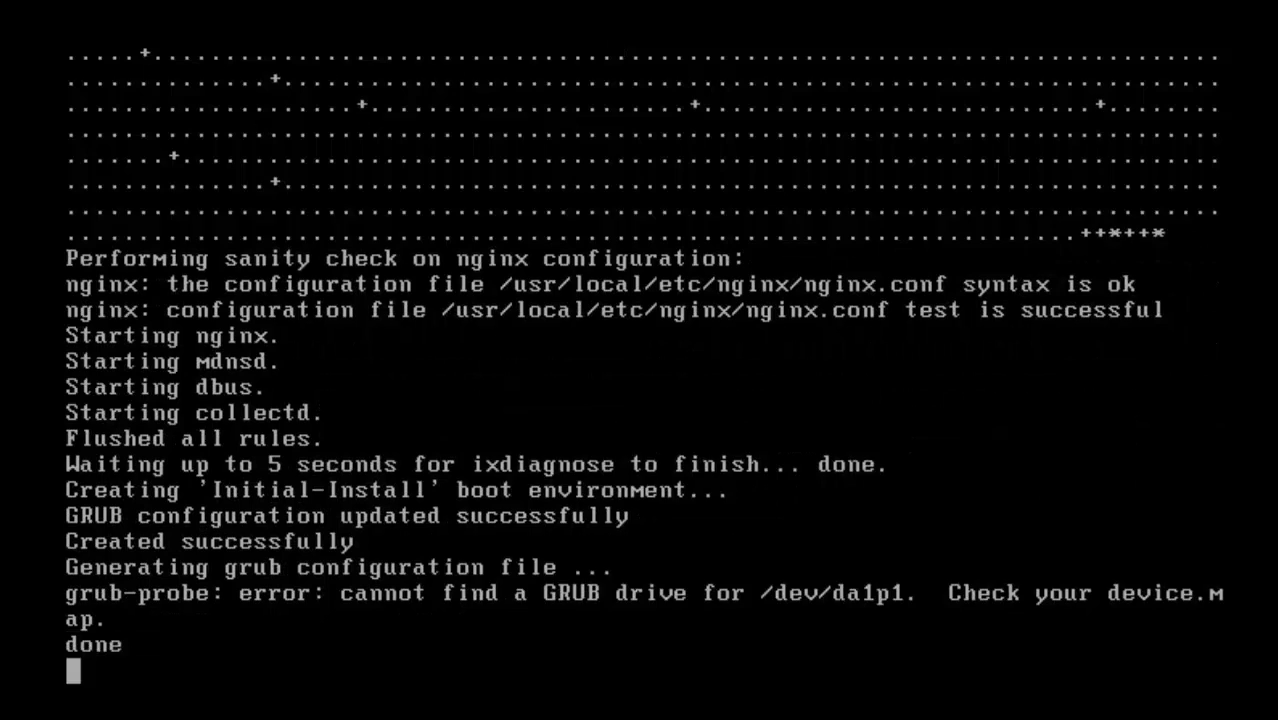 .....+..........................................................................
..............+.................................................................
....................+......................+...........................+........
................................................................................
.......+........................................................................
..............+.................................................................
................................................................................
......................................................................++*++*
Performing sanity check on nginx configuration:
nginx: the configuration file /usr/local/etc/nginx/nginx.conf syntax is ok
nginx: configuration file /usr/local/etc/nginx/nginx.conf test is successful
Starting nginx.
Starting mdnsd.
Starting dbus.
Starting collectd.
Flushed all rules.
Waiting up to 5 seconds for ixdiagnose to finish... done.
Creating 'Initial-Install' boot environment...
GRUB configuration updated successfully
Created successfully
Generating grub configuration file ...
grub-probe: error: cannot find a GRUB drive for /dev/da1p1.  Check your device.m
ap.
done